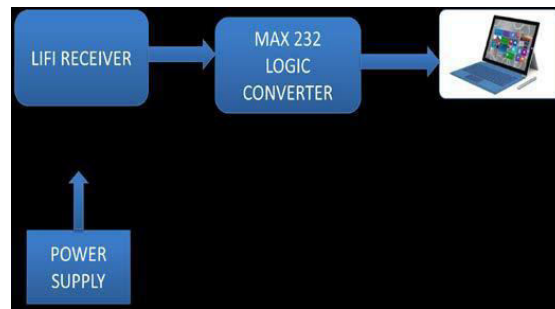 LIFI RECEIVER
MAX 232
LOGIC
CONVERTER
POWER
SUPPLY